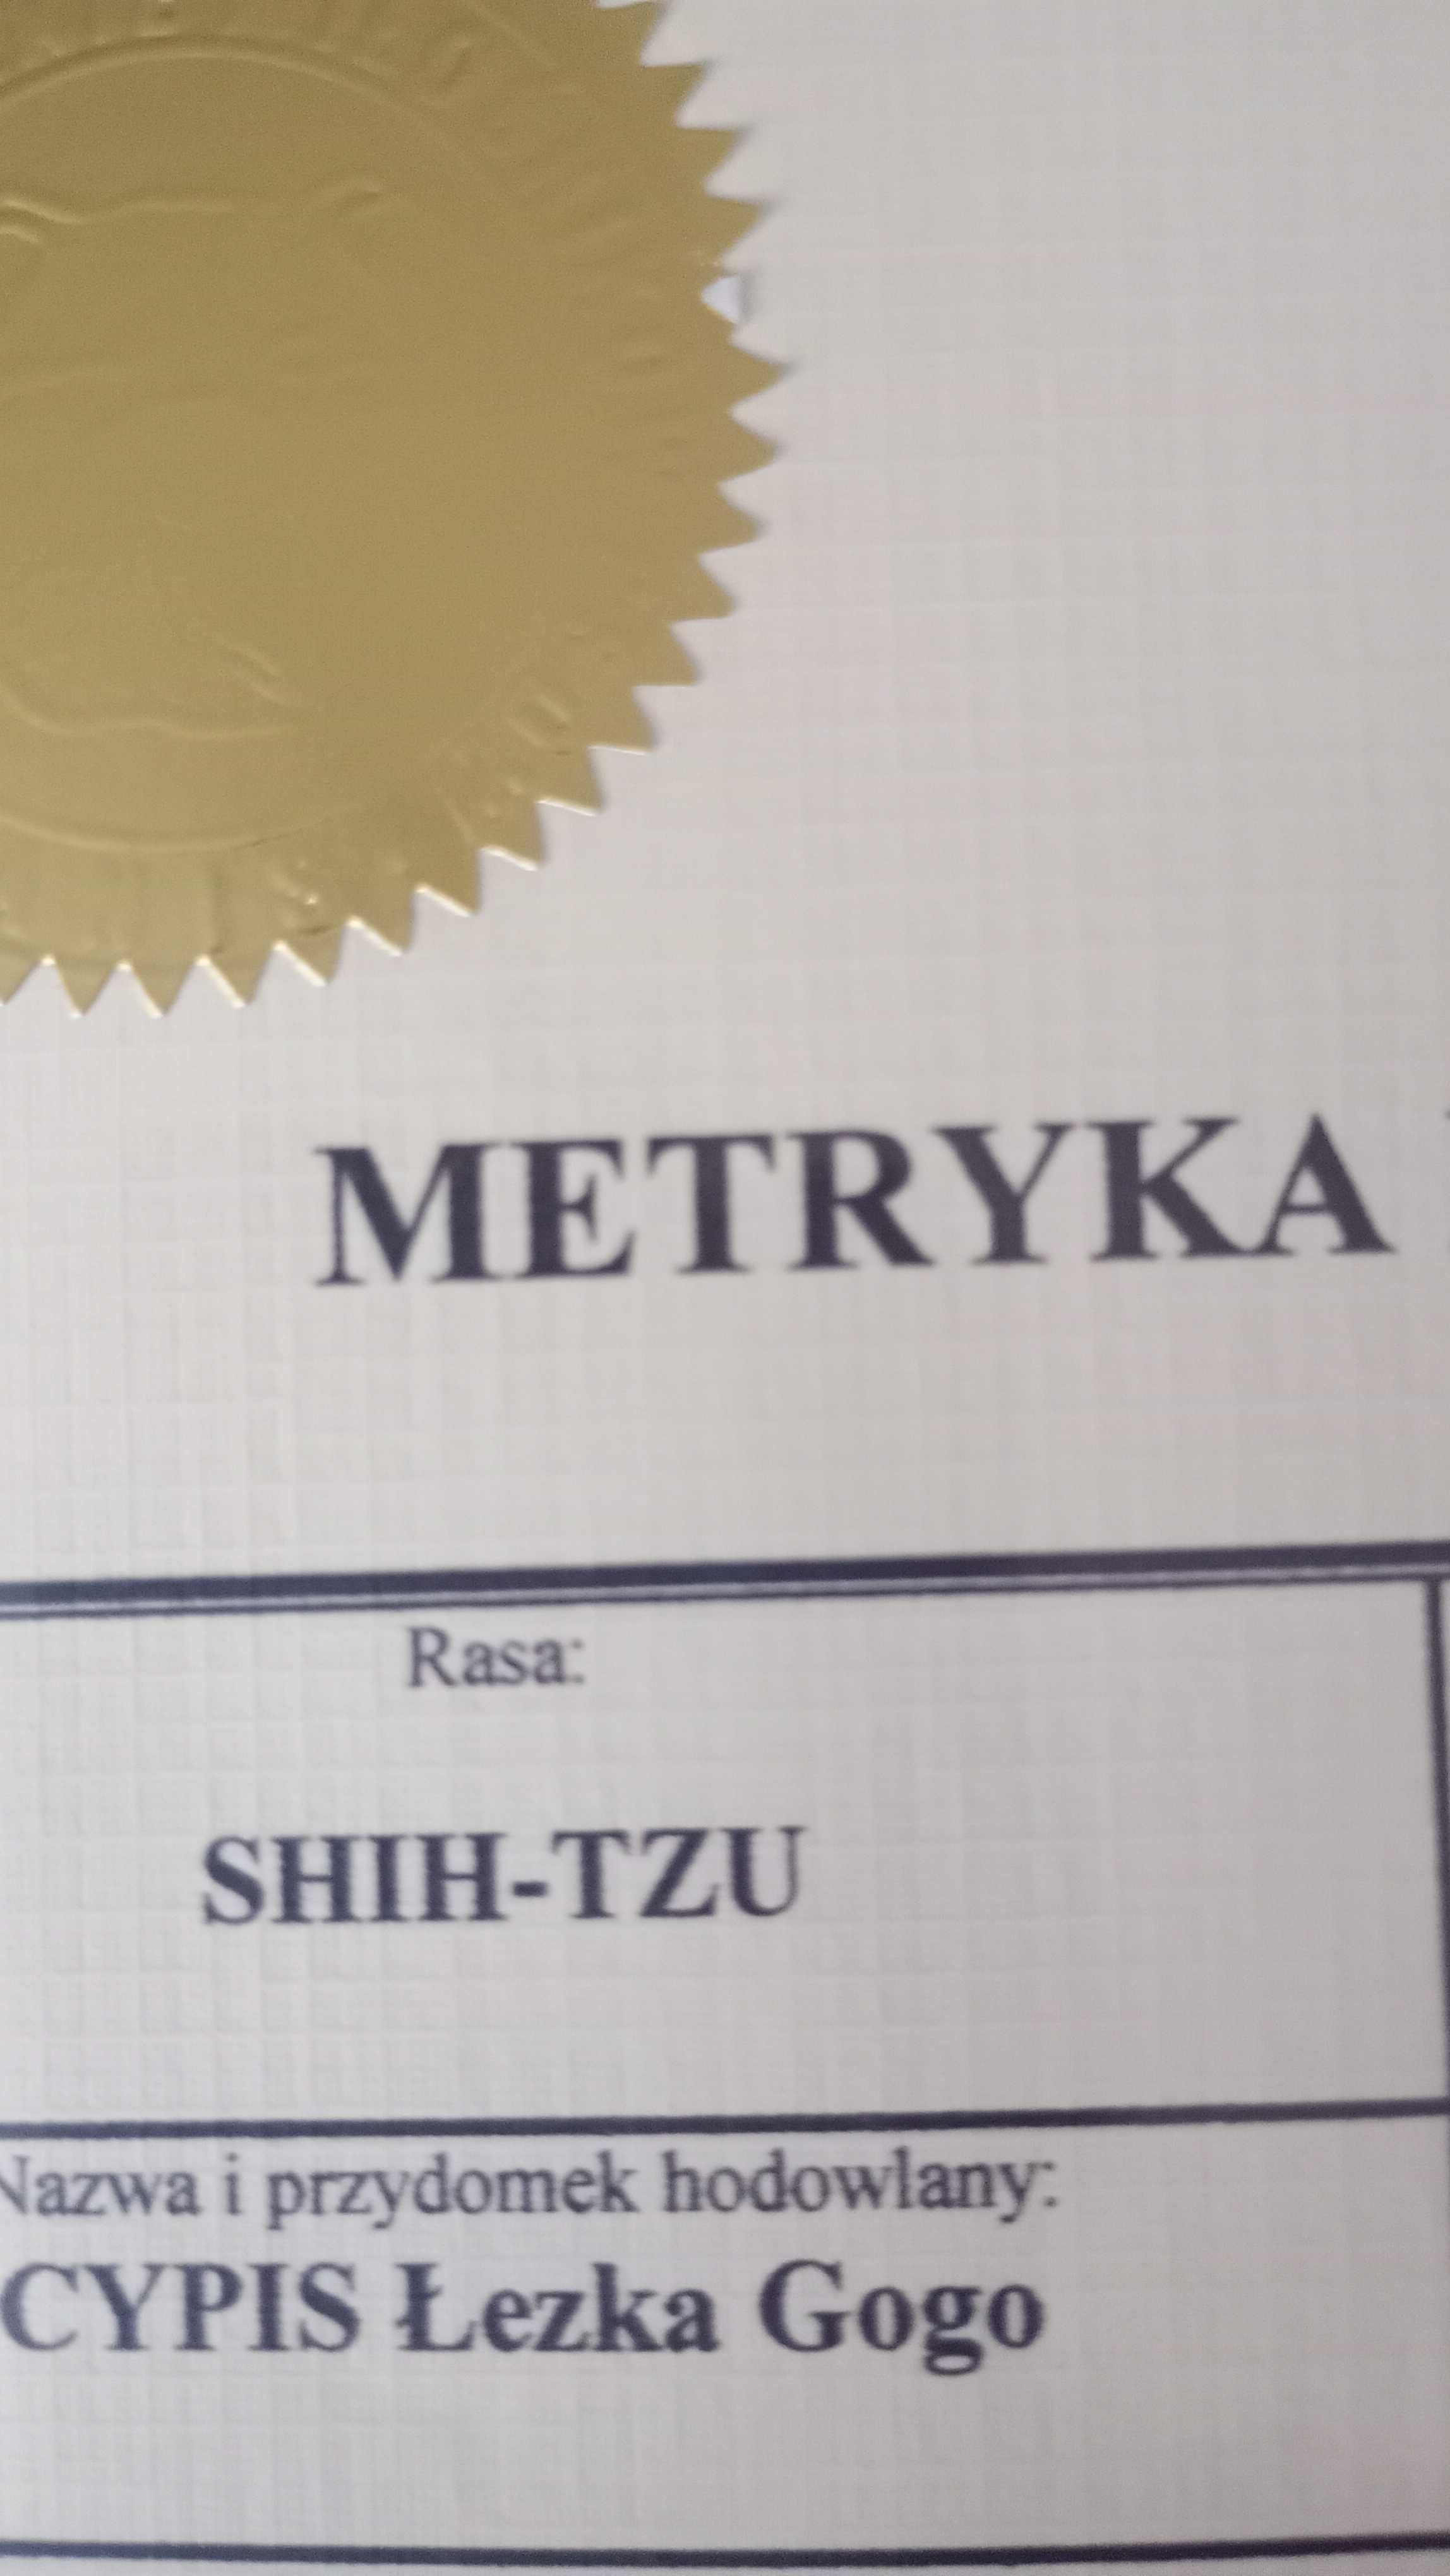 METRYKA
Rasa:
SHIH-TZU
Nazwa i przydomek hodowlany:
CYPIS Łezka Gogo